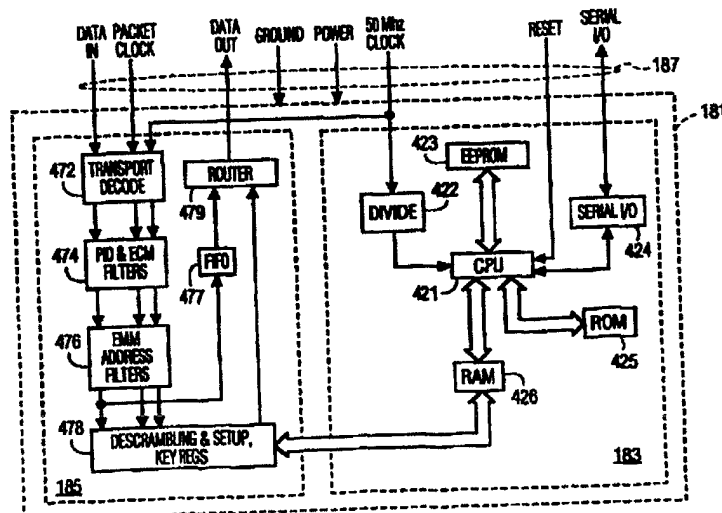 DATA IN
PACKET CLOCK
DATA OUT
GROUND
POWER
50 Mhz CLOCK
RESET
SERIAL I/O
187
181
472
TRANSPORT
DECODE
ROUTER
479
423
EEPROM
DIVIDE
422
SERIAL I/O
424
474
PID & ECM
FILTERS
FIFO
477
CPU
421
ROM
425
476
EMM
ADDRESS
FILTERS
RAM
426
478
DESCRAMBLING & SETUP,
KEY REGS
185
183